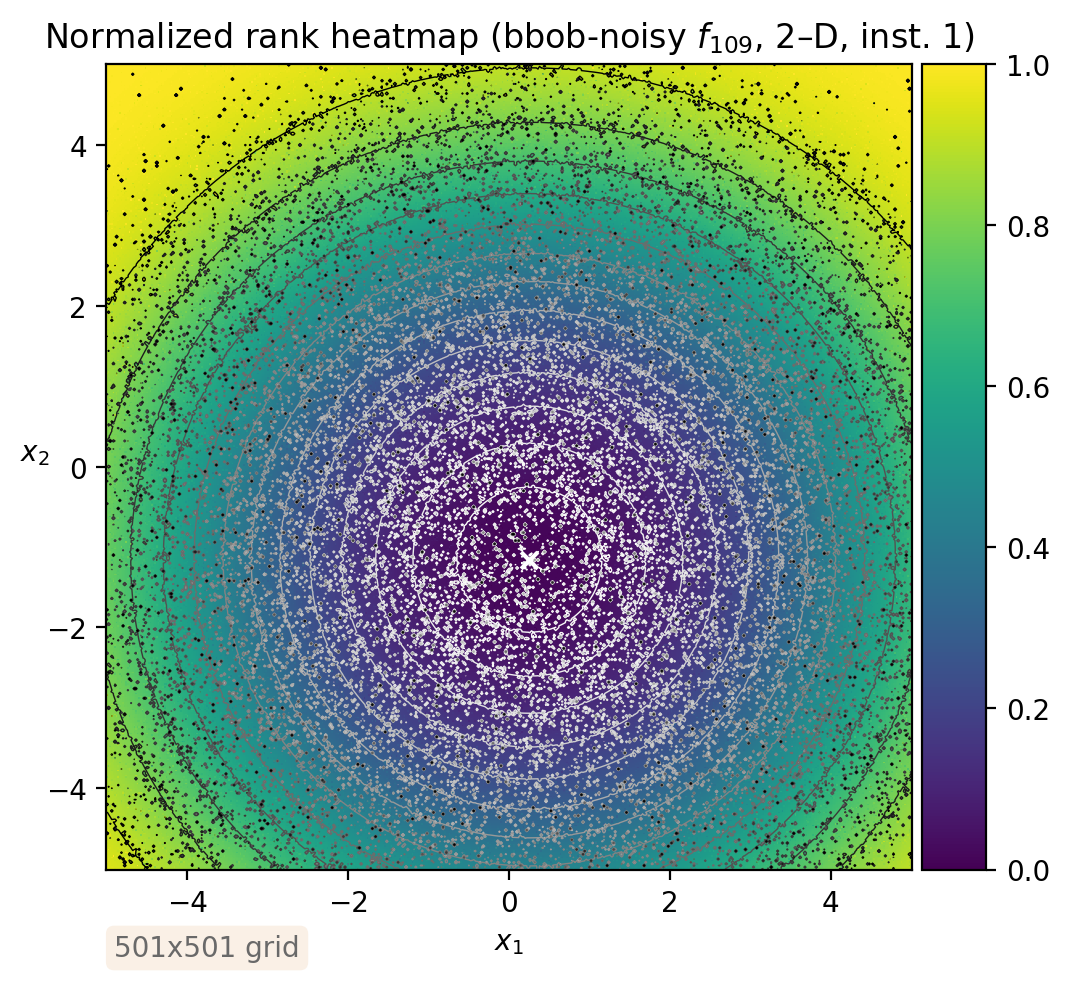 Normalized rank heatmap (bbob-noisy f₁₀₉, 2–D, inst. 1)
1.0
4
0.8
2
0.6
x₂
0
0.4
−2
0.2
−4
0.0
−4 −2 0 2 4
501x501 grid
x₁